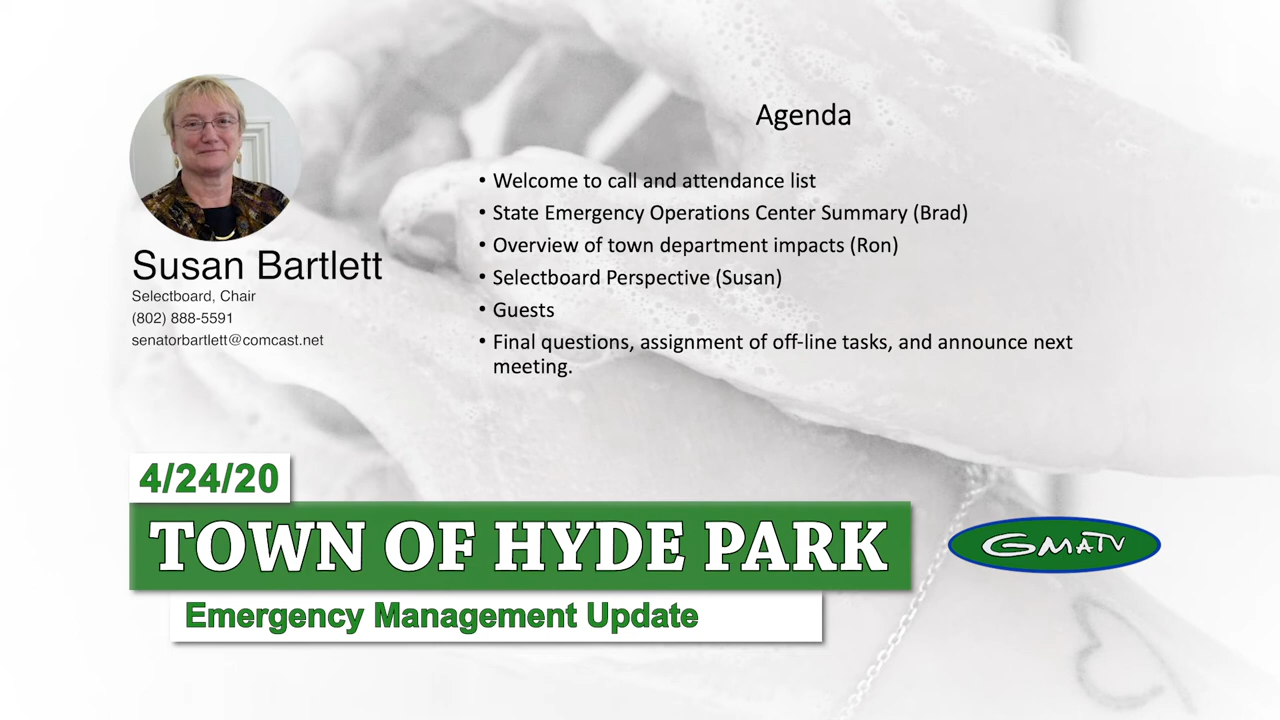 Susan Bartlett
Selectboard, Chair
(802) 888-5591
senatorbartlett@comcast.net
Agenda
• Welcome to call and attendance list
• State Emergency Operations Center Summary (Brad)
• Overview of town department impacts (Ron)
• Selectboard Perspective (Susan)
• Guests
• Final questions, assignment of off-line tasks, and announce next
meeting.
4/24/20
TOWN OF HYDE PARK
GMATV
Emergency Management Update